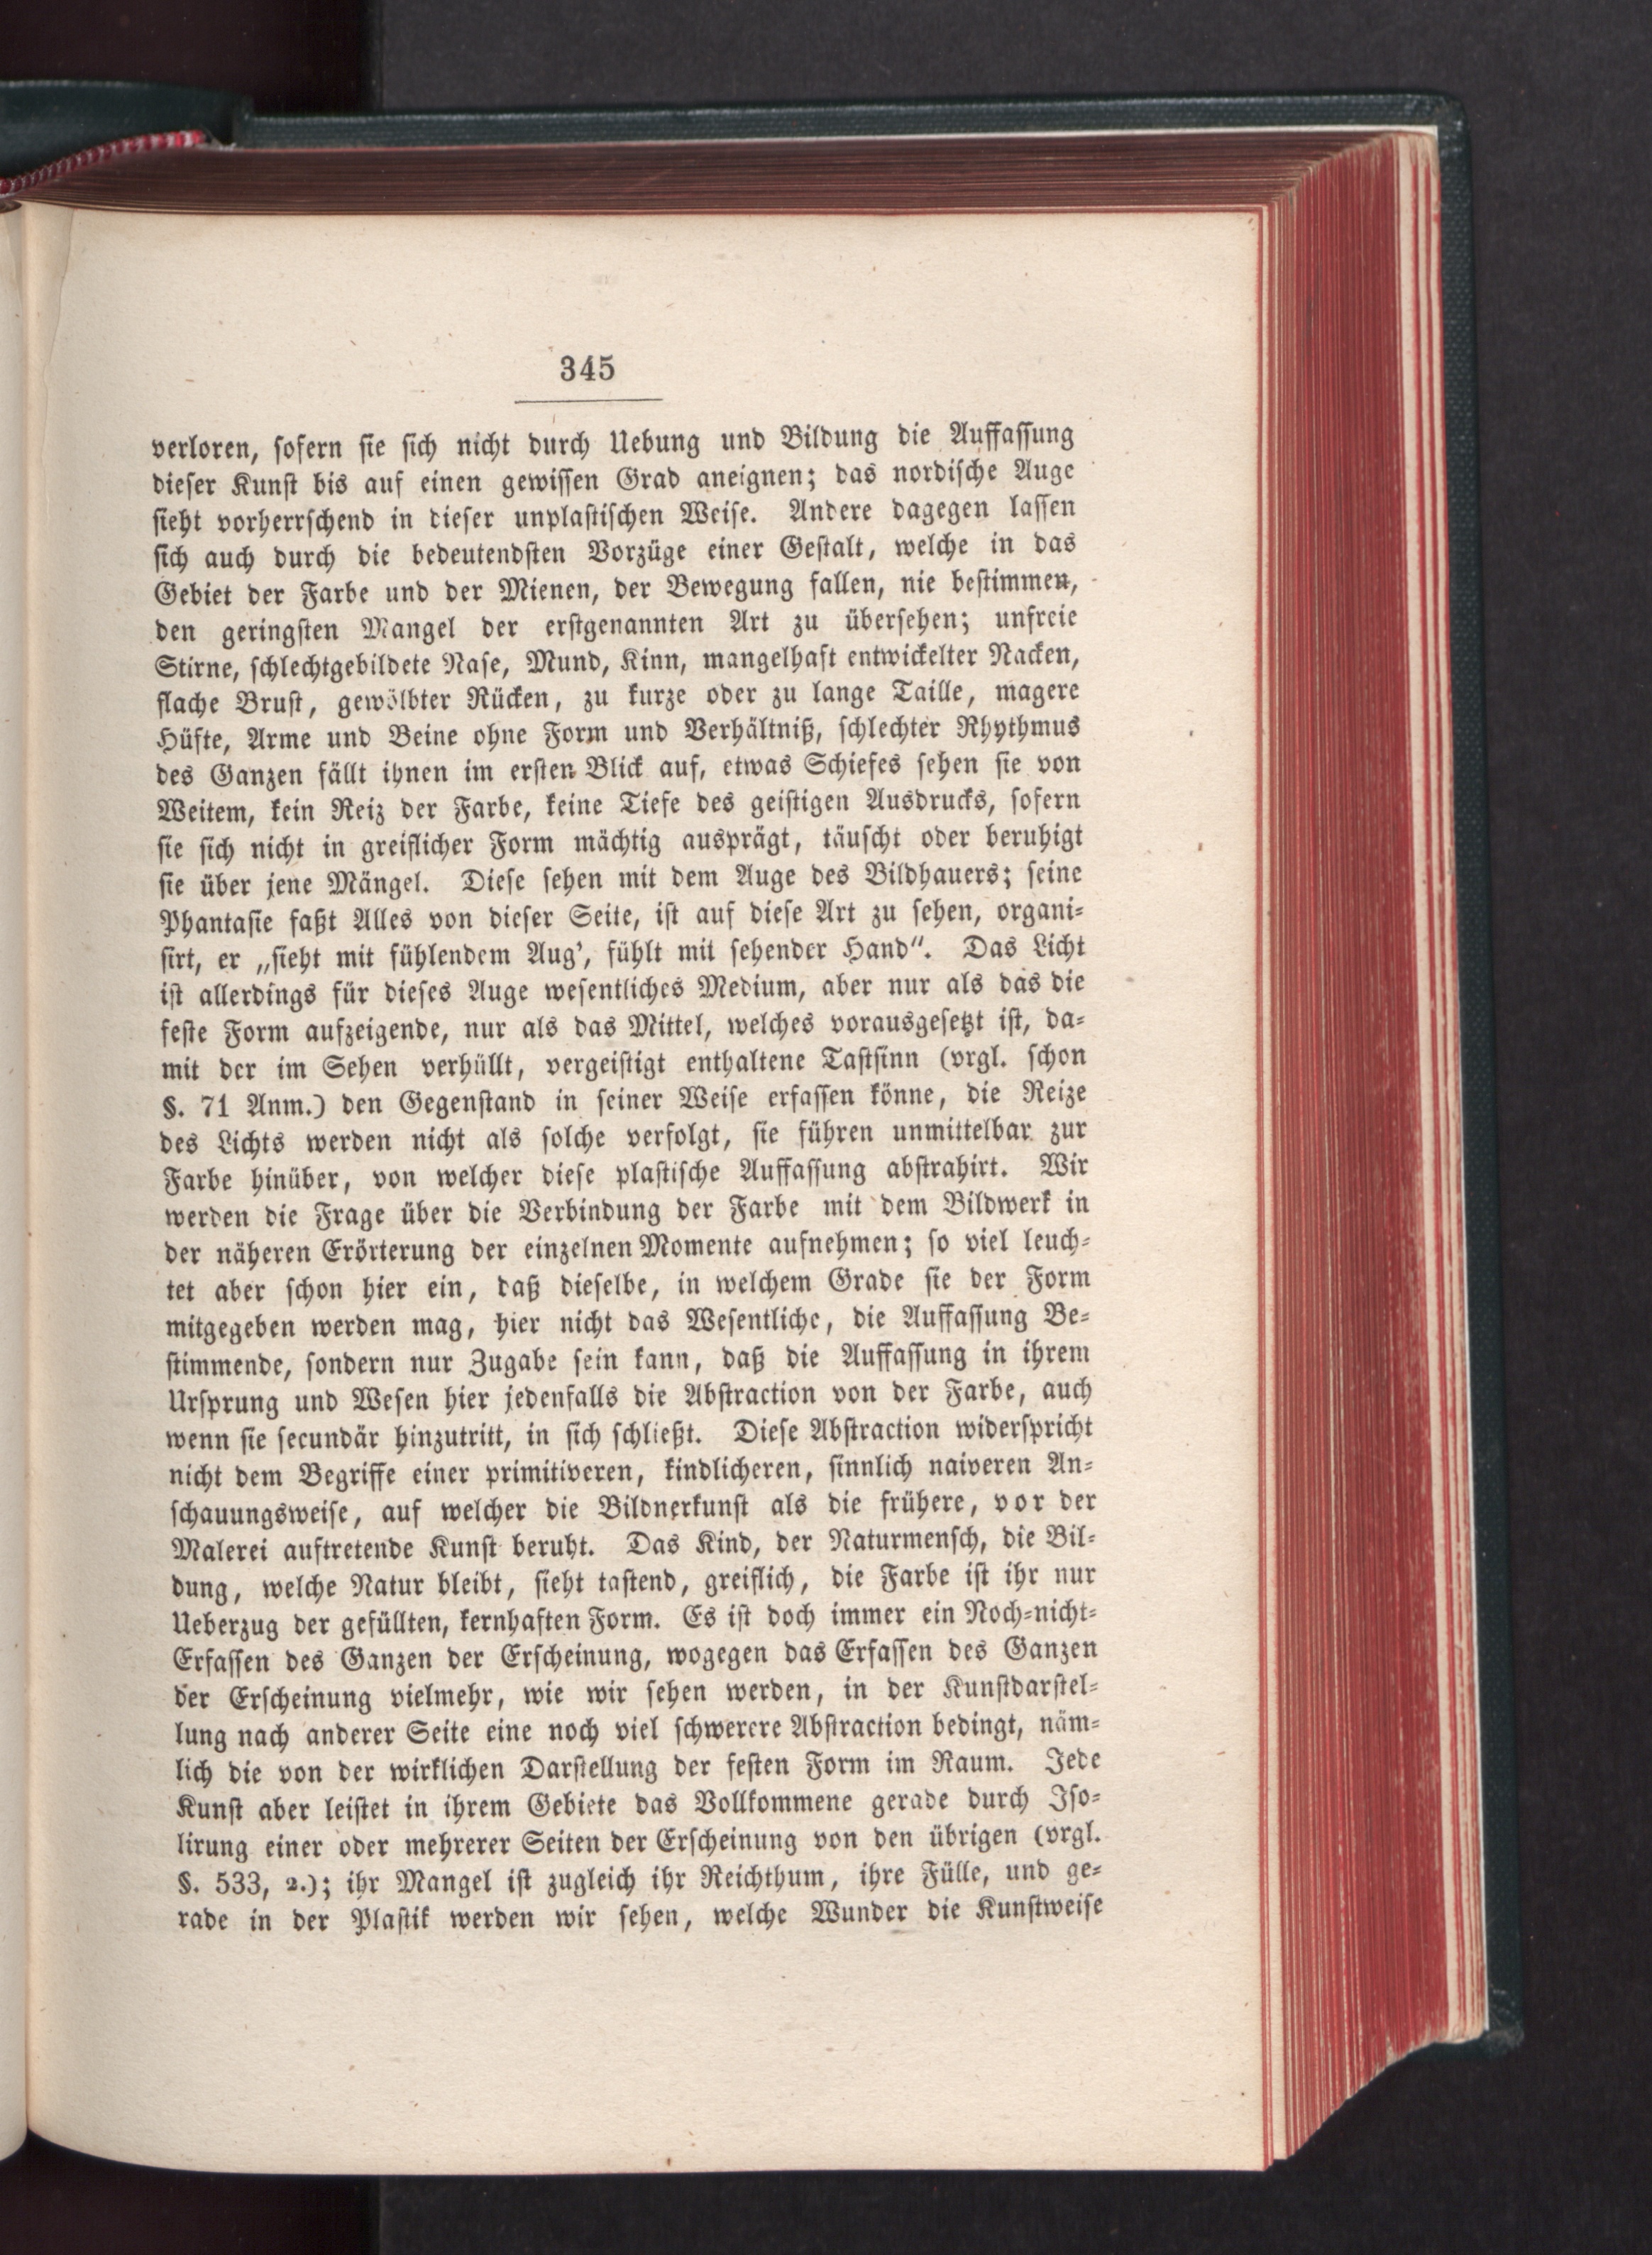 345
verloren, sofern sie sich nicht durch Uebung und Bildung die Auffassung
dieser Kunst bis auf einen gewissen Grad aneignen; das nordische Auge
sieht vorherrschend in dieser unplastischen Weise. Andere dagegen lassen
sich auch durch die bedeutendsten Vorzüge einer Gestalt, welche in das
Gebiet der Farbe und der Mienen, der Bewegung fallen, nie bestimmen,
den geringsten Mangel der erstgenannten Art zu übersehen; unfreie
Stirne, schlechtgebildete Nase, Mund, Kinn, mangelhaft entwickelter Nacken,
flache Brust, gewölbter Rücken, zu kurze oder zu lange Taille, magere
Hüfte, Arme und Beine ohne Form und Verhältniß, schlechter Rhythmus
des Ganzen fällt ihnen im ersten Blick auf, etwas Schiefes sehen sie von
Weitem, kein Reiz der Farbe, keine Tiefe des geistigen Ausdrucks, sofern
sie sich nicht in greiflicher Form mächtig ausprägt, täuscht oder beruhigt
sie über jene Mängel. Diese sehen mit dem Auge des Bildhauers; seine
Phantasie faßt Alles von dieser Seite, ist auf diese Art zu sehen, organi-
sirt, er „sieht mit fühlendem Aug’, fühlt mit sehender Hand“. Das Licht
ist allerdings für dieses Auge wesentliches Medium, aber nur als das die
feste Form aufzeigende, nur als das Mittel, welches vorausgesetzt ist, da-
mit der im Sehen verhüllt, vergeistigt enthaltene Tastsinn (vrgl. schon
§. 71 Anm.) den Gegenstand in seiner Weise erfassen könne, die Reize
des Lichts werden nicht als solche verfolgt, sie führen unmittelbar zur
Farbe hinüber, von welcher diese plastische Auffassung abstrahirt. Wir
werden die Frage über die Verbindung der Farbe mit dem Bildwerk in
der näheren Erörterung der einzelnen Momente aufnehmen; so viel leuch-
tet aber schon hier ein, daß dieselbe, in welchem Grade sie der Form
mitgegeben werden mag, hier nicht das Wesentliche, die Auffassung Be-
stimmende, sondern nur Zugabe sein kann, daß die Auffassung in ihrem
Ursprung und Wesen hier jedenfalls die Abstraction von der Farbe, auch
wenn sie secundär hinzutritt, in sich schließt. Diese Abstraction widerspricht
nicht dem Begriffe einer primitiveren, kindlicheren, sinnlich naiveren An-
schauungsweise, auf welcher die Bildnerkunst als die frühere, vor der
Malerei auftretende Kunst beruht. Das Kind, der Naturmensch, die Bil-
dung, welche Natur bleibt, sieht tastend, greiflich, die Farbe ist ihr nur
Ueberzug der gefüllten, kernhaften Form. Es ist doch immer ein Noch-nicht-
Erfassen des Ganzen der Erscheinung, wogegen das Erfassen des Ganzen
der Erscheinung vielmehr, wie wir sehen werden, in der Kunstdarstel-
lung nach anderer Seite eine noch viel schwerere Abstraction bedingt, näm-
lich die von der wirklichen Darstellung der festen Form im Raum. Jede
Kunst aber leistet in ihrem Gebiete das Vollkommene gerade durch Iso-
lirung einer oder mehrerer Seiten der Erscheinung von den übrigen (vrgl.
§. 533, 2.); ihr Mangel ist zugleich ihr Reichthum, ihre Fülle, und ge-
rade in der Plastik werden wir sehen, welche Wunder die Kunstweise